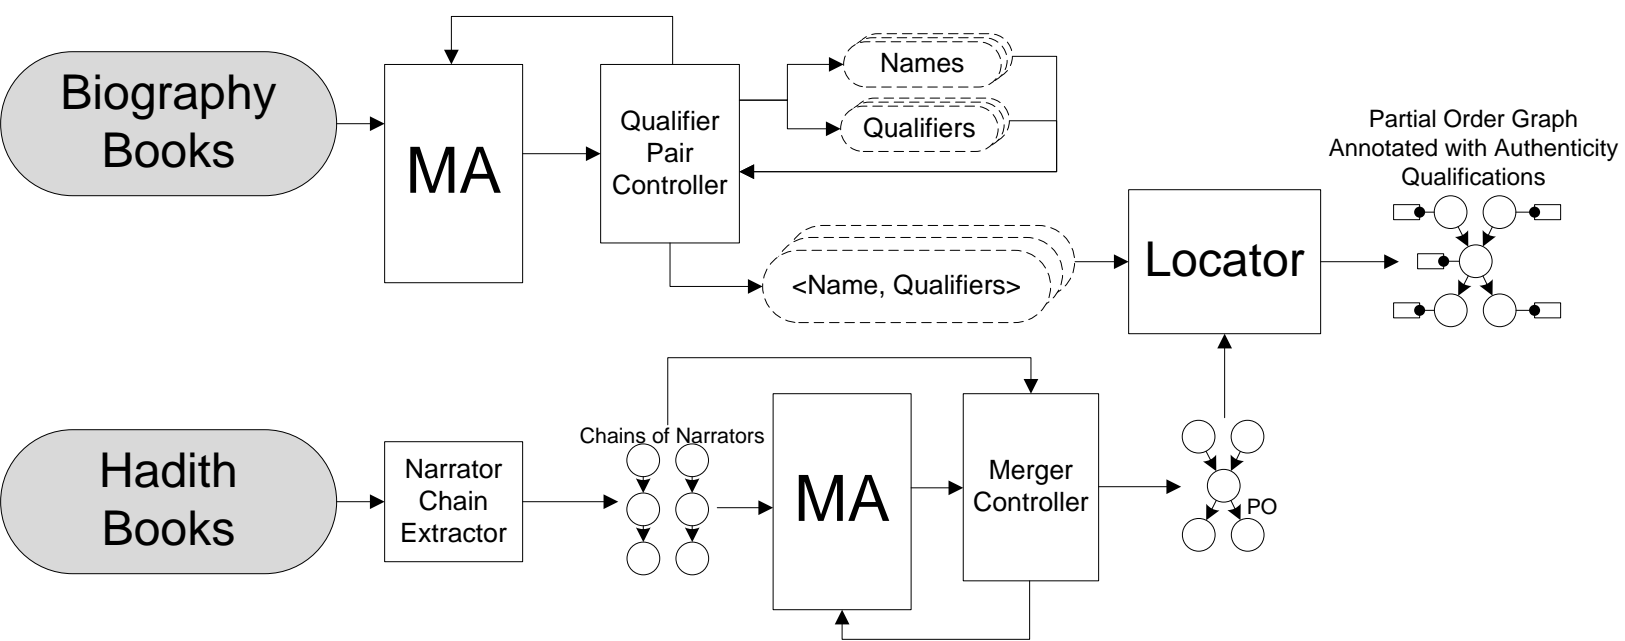 Biography
Books
MA
Qualifier
Pair
Controller
Names
Qualifiers
<Name, Qualifiers>
Locator
Partial Order Graph
Annotated with Authenticity
Qualifications
Hadith
Books
Narrator
Chain
Extractor
Chains of Narrators
MA
Merger
Controller
PO